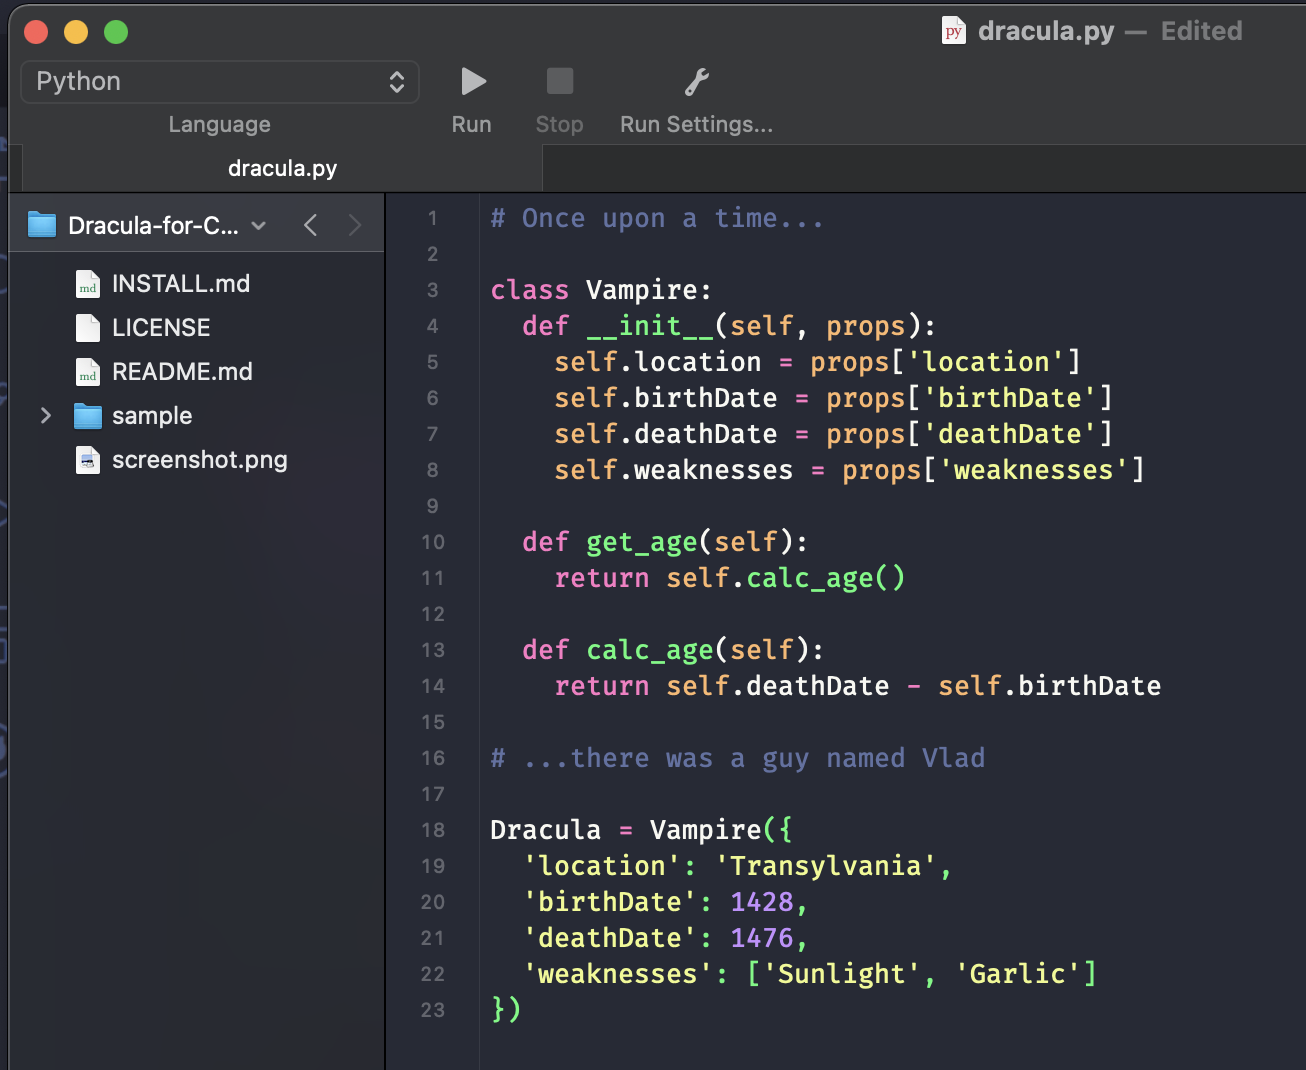 dracula.py — Edited
Python
Language
Run
Stop
Run Settings...
dracula.py
Dracula-for-C...
INSTALL.md
LICENSE
README.md
sample
screenshot.png
1 # Once upon a time...
2
3 class Vampire:
4   def __init__(self, props):
5     self.location = props['location']
6     self.birthDate = props['birthDate']
7     self.deathDate = props['deathDate']
8     self.weaknesses = props['weaknesses']
9
10   def get_age(self):
11     return self.calc_age()
12
13   def calc_age(self):
14     return self.deathDate - self.birthDate
15
16 # ...there was a guy named Vlad
17
18 Dracula = Vampire({
19   'location': 'Transylvania',
20   'birthDate': 1428,
21   'deathDate': 1476,
22   'weaknesses': ['Sunlight', 'Garlic']
23 })